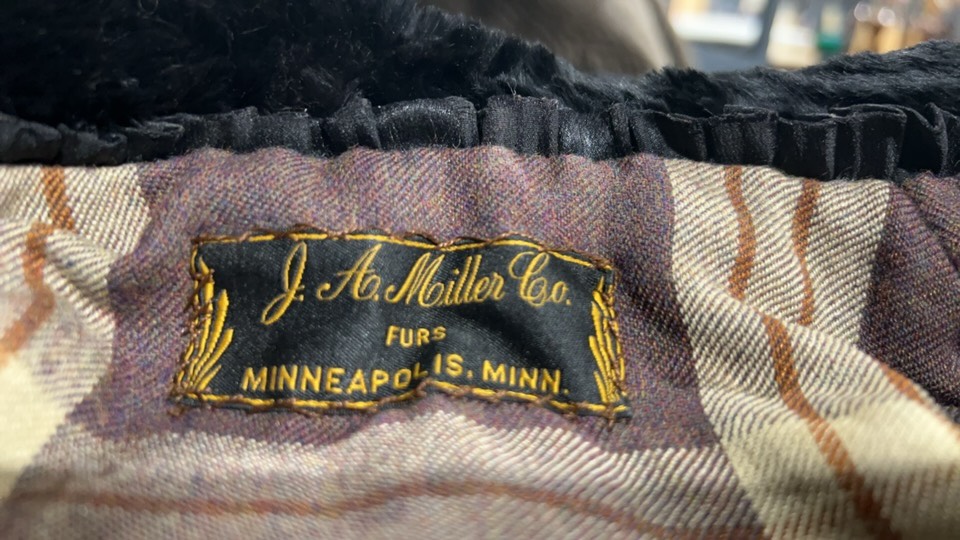 J. A. Miller Co.
FURS
MINNEAPOLIS, MINN.